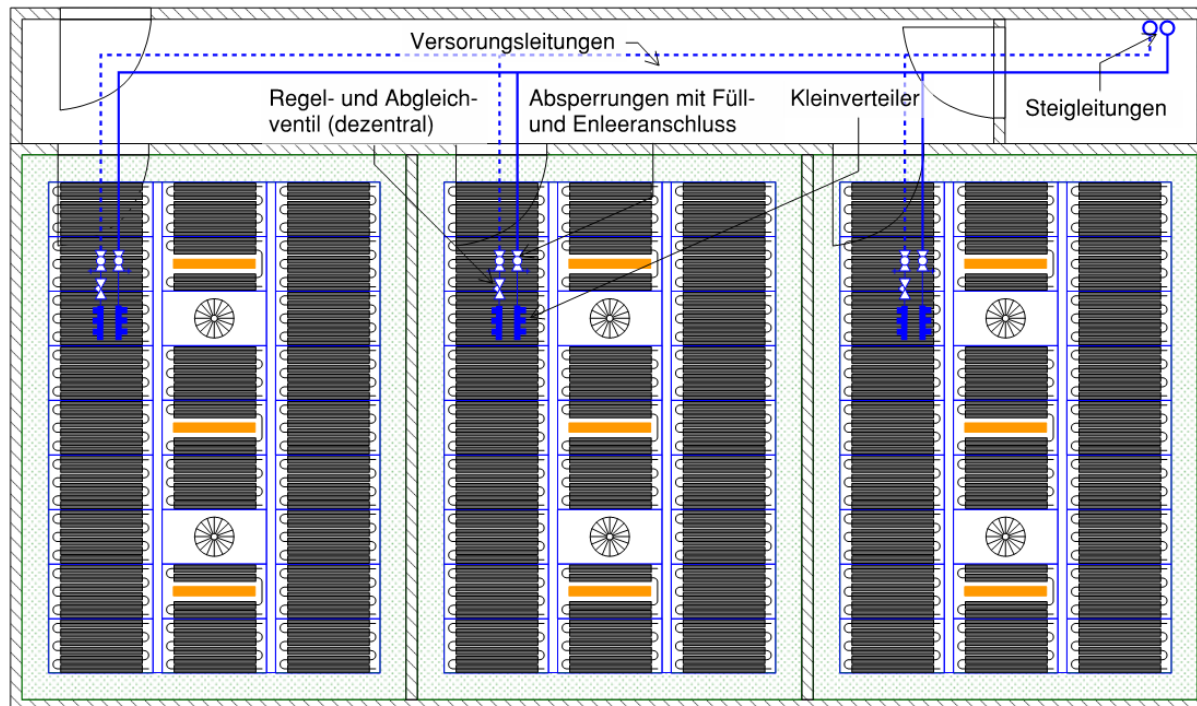 Versorungsleitungen
Regel- und Abgleich-
ventil (dezentral)
Absperrungen mit Füll-
und Enleeranschluss
Kleinverteiler
Steigleitungen